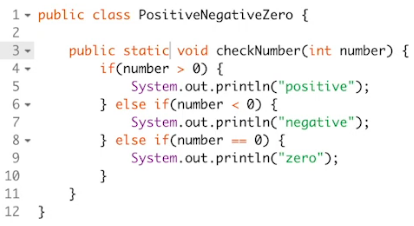 1 public class PositiveNegativeZero {
2
3 public static void checkNumber(int number) {
4 if(number > 0) {
5 System.out.println("positive");
6 } else if(number < 0) {
7 System.out.println("negative");
8 } else if(number == 0) {
9 System.out.println("zero");
10 }
11 }
12 }